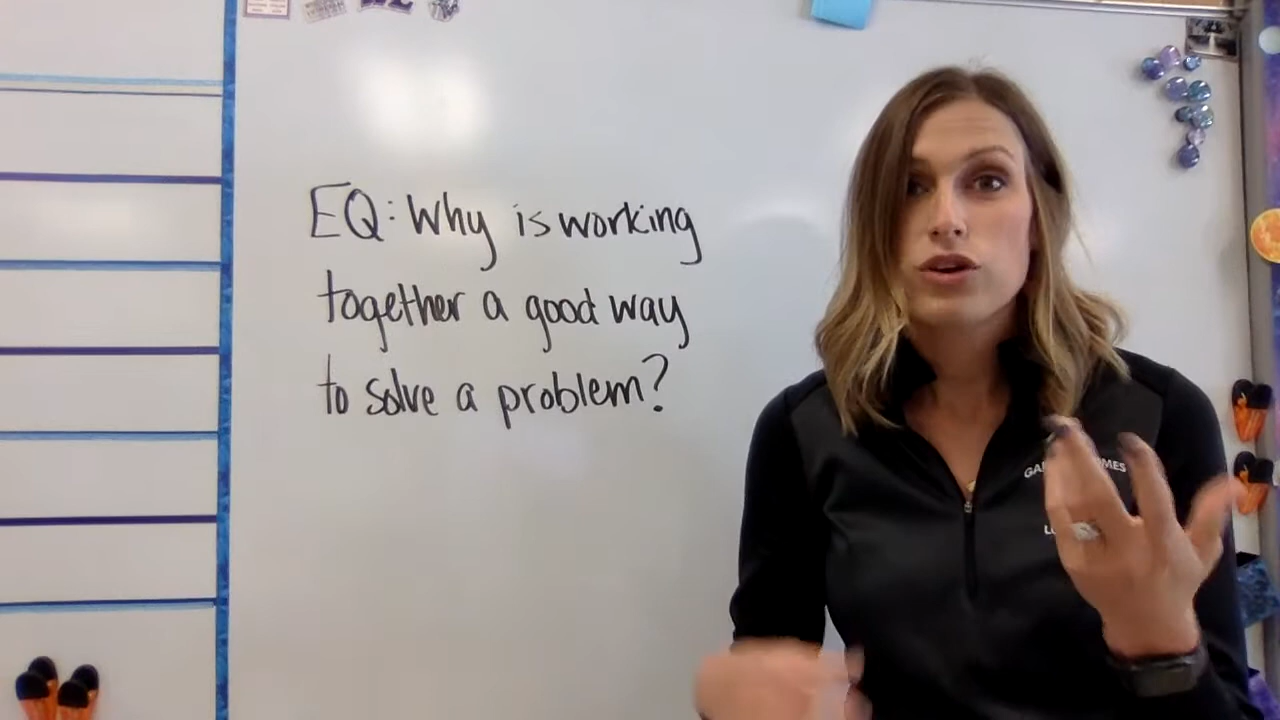 EQ: Why is working
together a good way
to solve a problem?